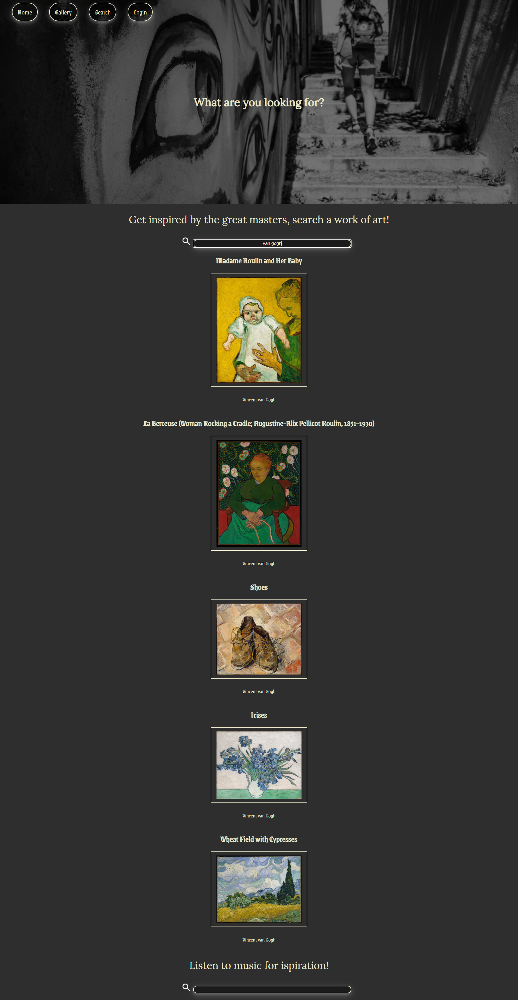 Home
Gallery
Search
Login
What are you looking for?
Get inspired by the great masters, search a work of art!
van gogh
Madame Roulin and Her Baby
Vincent van Gogh
La Berceuse (Woman Rocking a Cradle; Augustine-Alix Pellicot Roulin, 1851–1930)
Vincent van Gogh
Shoes
Vincent van Gogh
Irises
Vincent van Gogh
Wheat Field with Cypresses
Vincent van Gogh
Listen to music for ispiration!